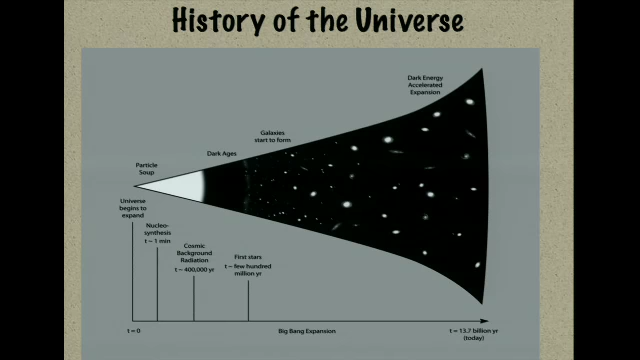 History of the Universe
Dark Energy
Accelerated
Expansion
Galaxies
start to form
Dark Ages
Particle
Soup
Universe
begins to
expand
Nucleo-
synthesis
t ~ 1 min
Cosmic
Background
Radiation
t ~ 400,000 yr
First stars
t ~ few hundred
million yr
t = 0
Big Bang Expansion
t = 13.7 billion yr
(today)